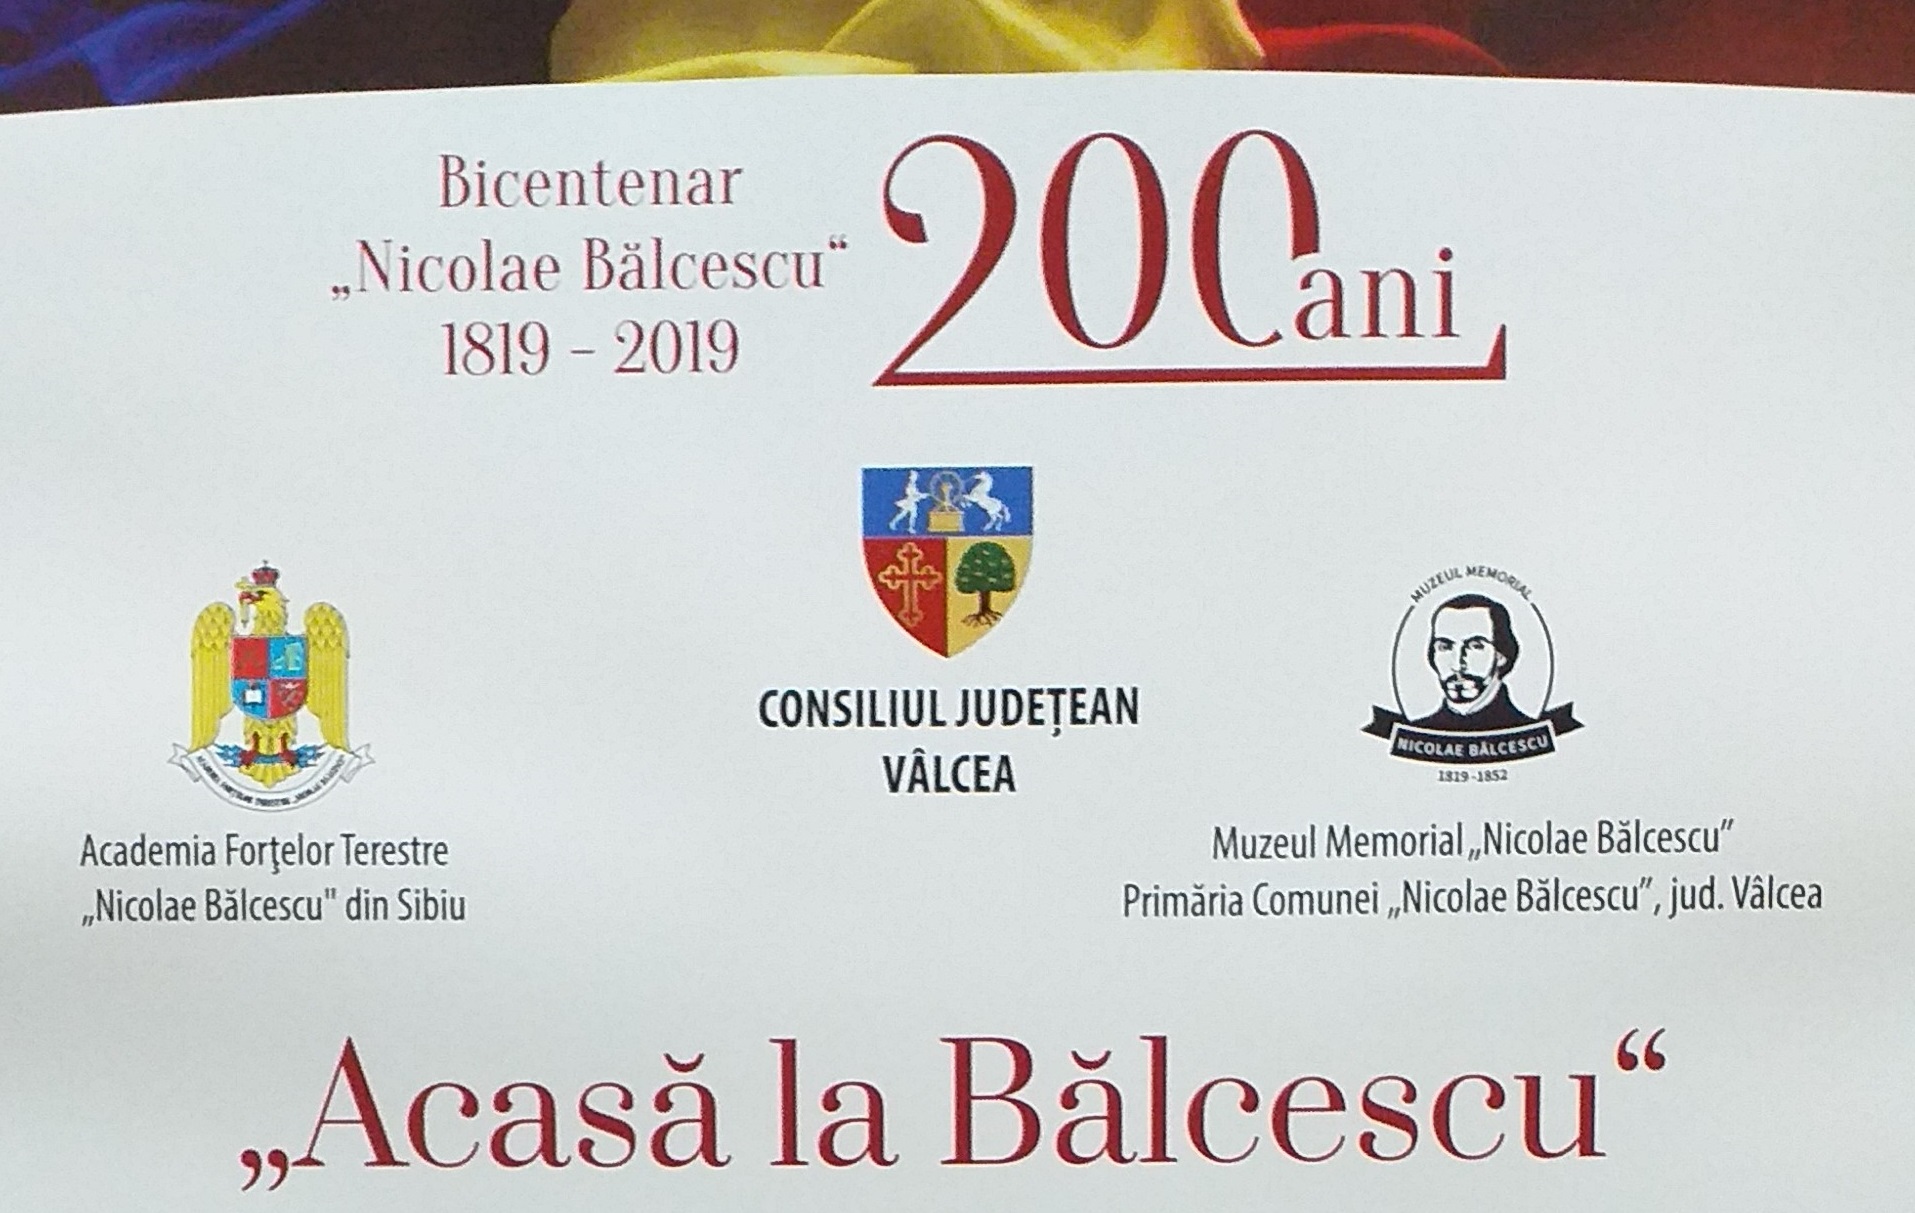 Bicentenar
„Nicolae Bălcescu“
1819 – 2019
200 ani
CONSILIUL JUDEȚEAN
VÂLCEA
Academia Forţelor Terestre
„Nicolae Bălcescu" din Sibiu
MUZEUL MEMORIAL
NICOLAE BĂLCESCU
1819-1852
Muzeul Memorial „Nicolae Bălcescu”
Primăria Comunei „Nicolae Bălcescu”, jud. Vâlcea
„Acasă la Bălcescu“